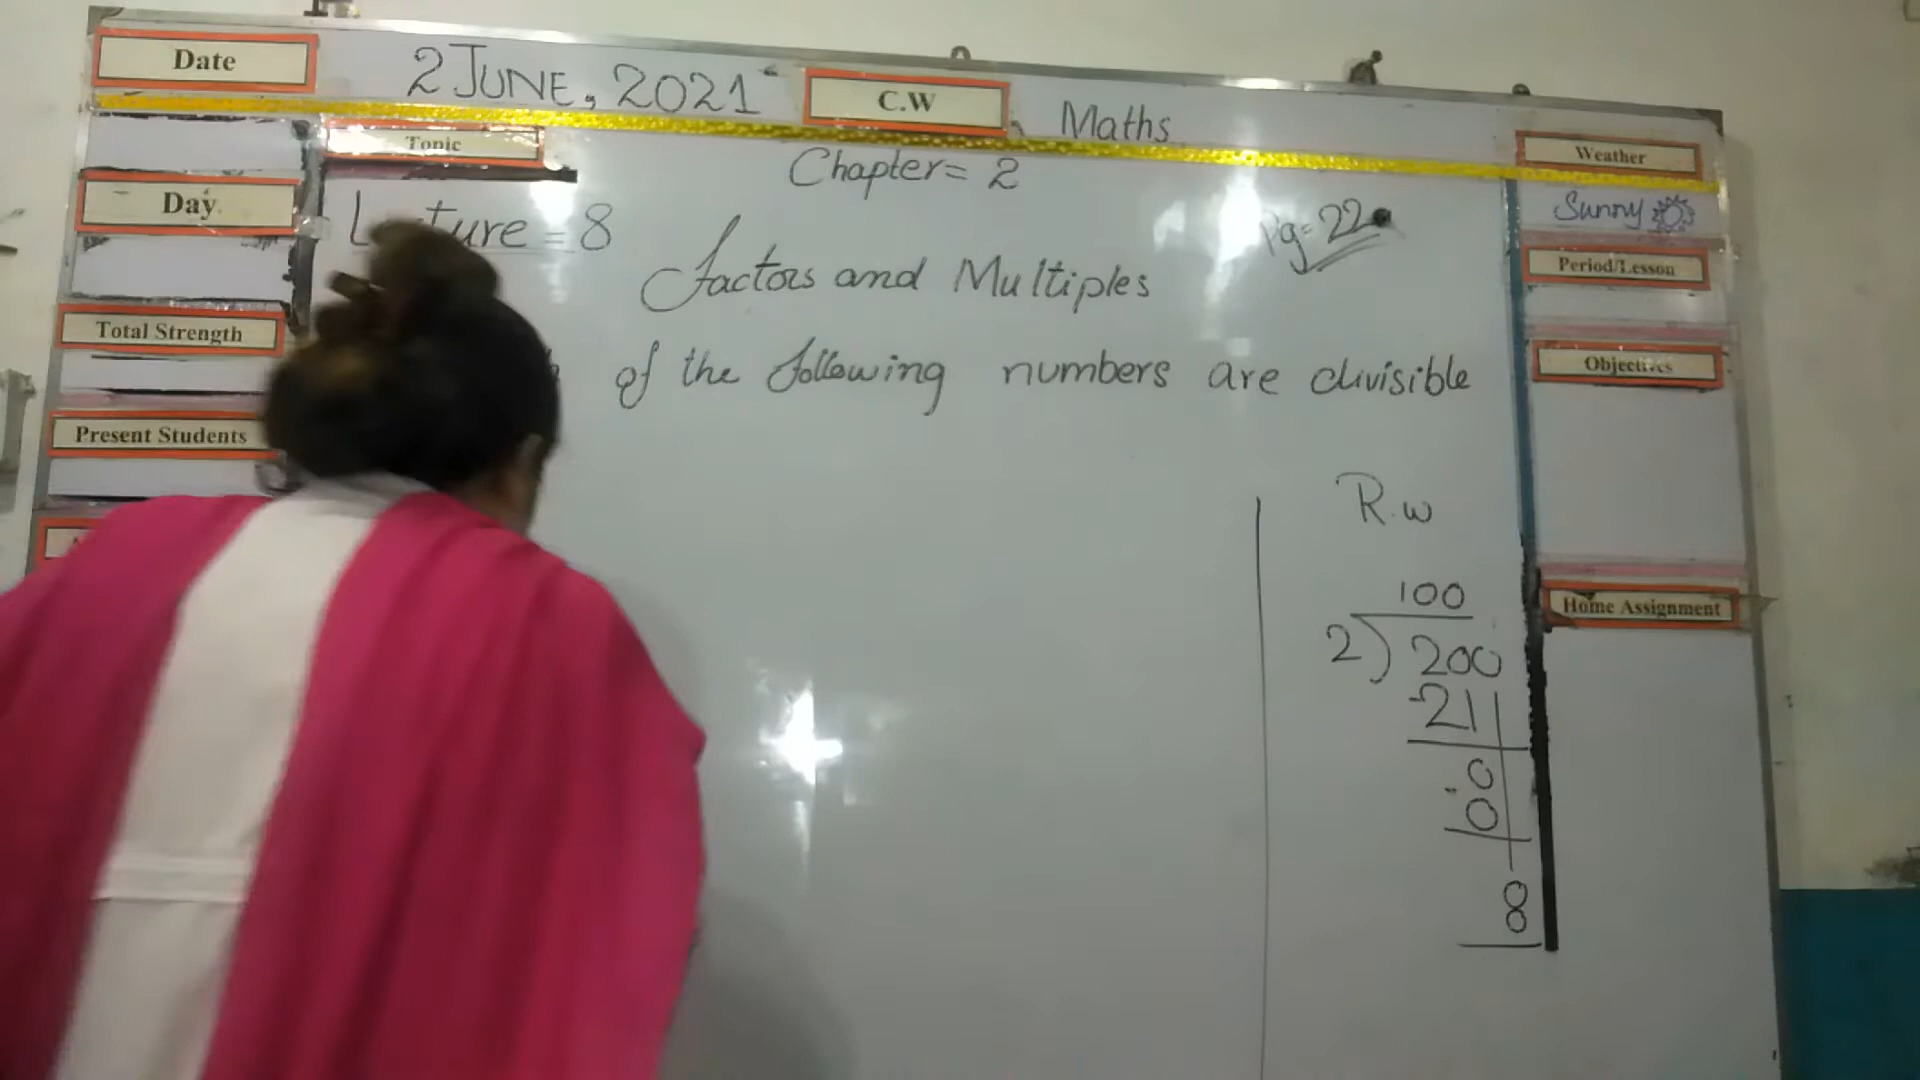 Date
2 JUNE, 2021
C.W
Maths
Topic
Chapter = 2
Weather
Sunny
Day
= 8
Pg = 22
Factors and Multiples
Period/Lesson
Total Strength
of the following numbers are divisible
Objectives
Present Students
R.w
100
2) 200
2
0
0
0
0
Home Assignment